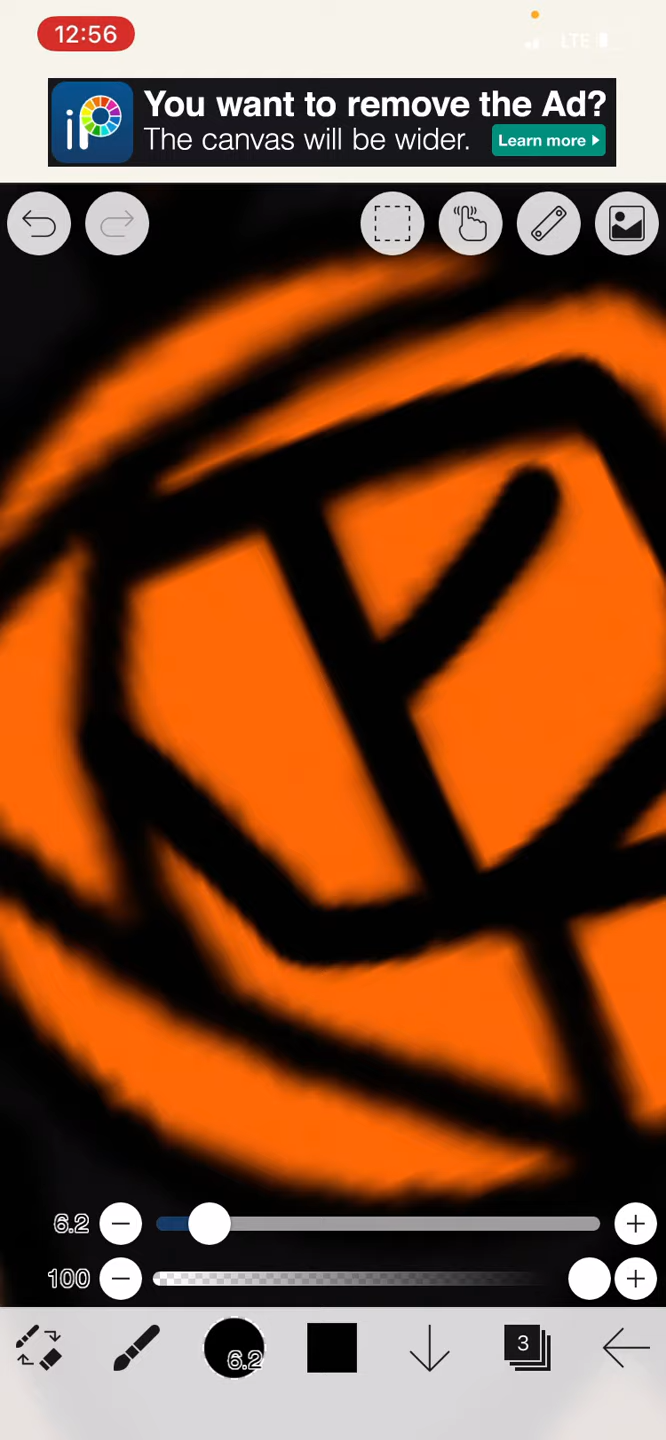 12:56
LTE
iP
You want to remove the Ad?
The canvas will be wider.
Learn more
6.2
100
6.2
3